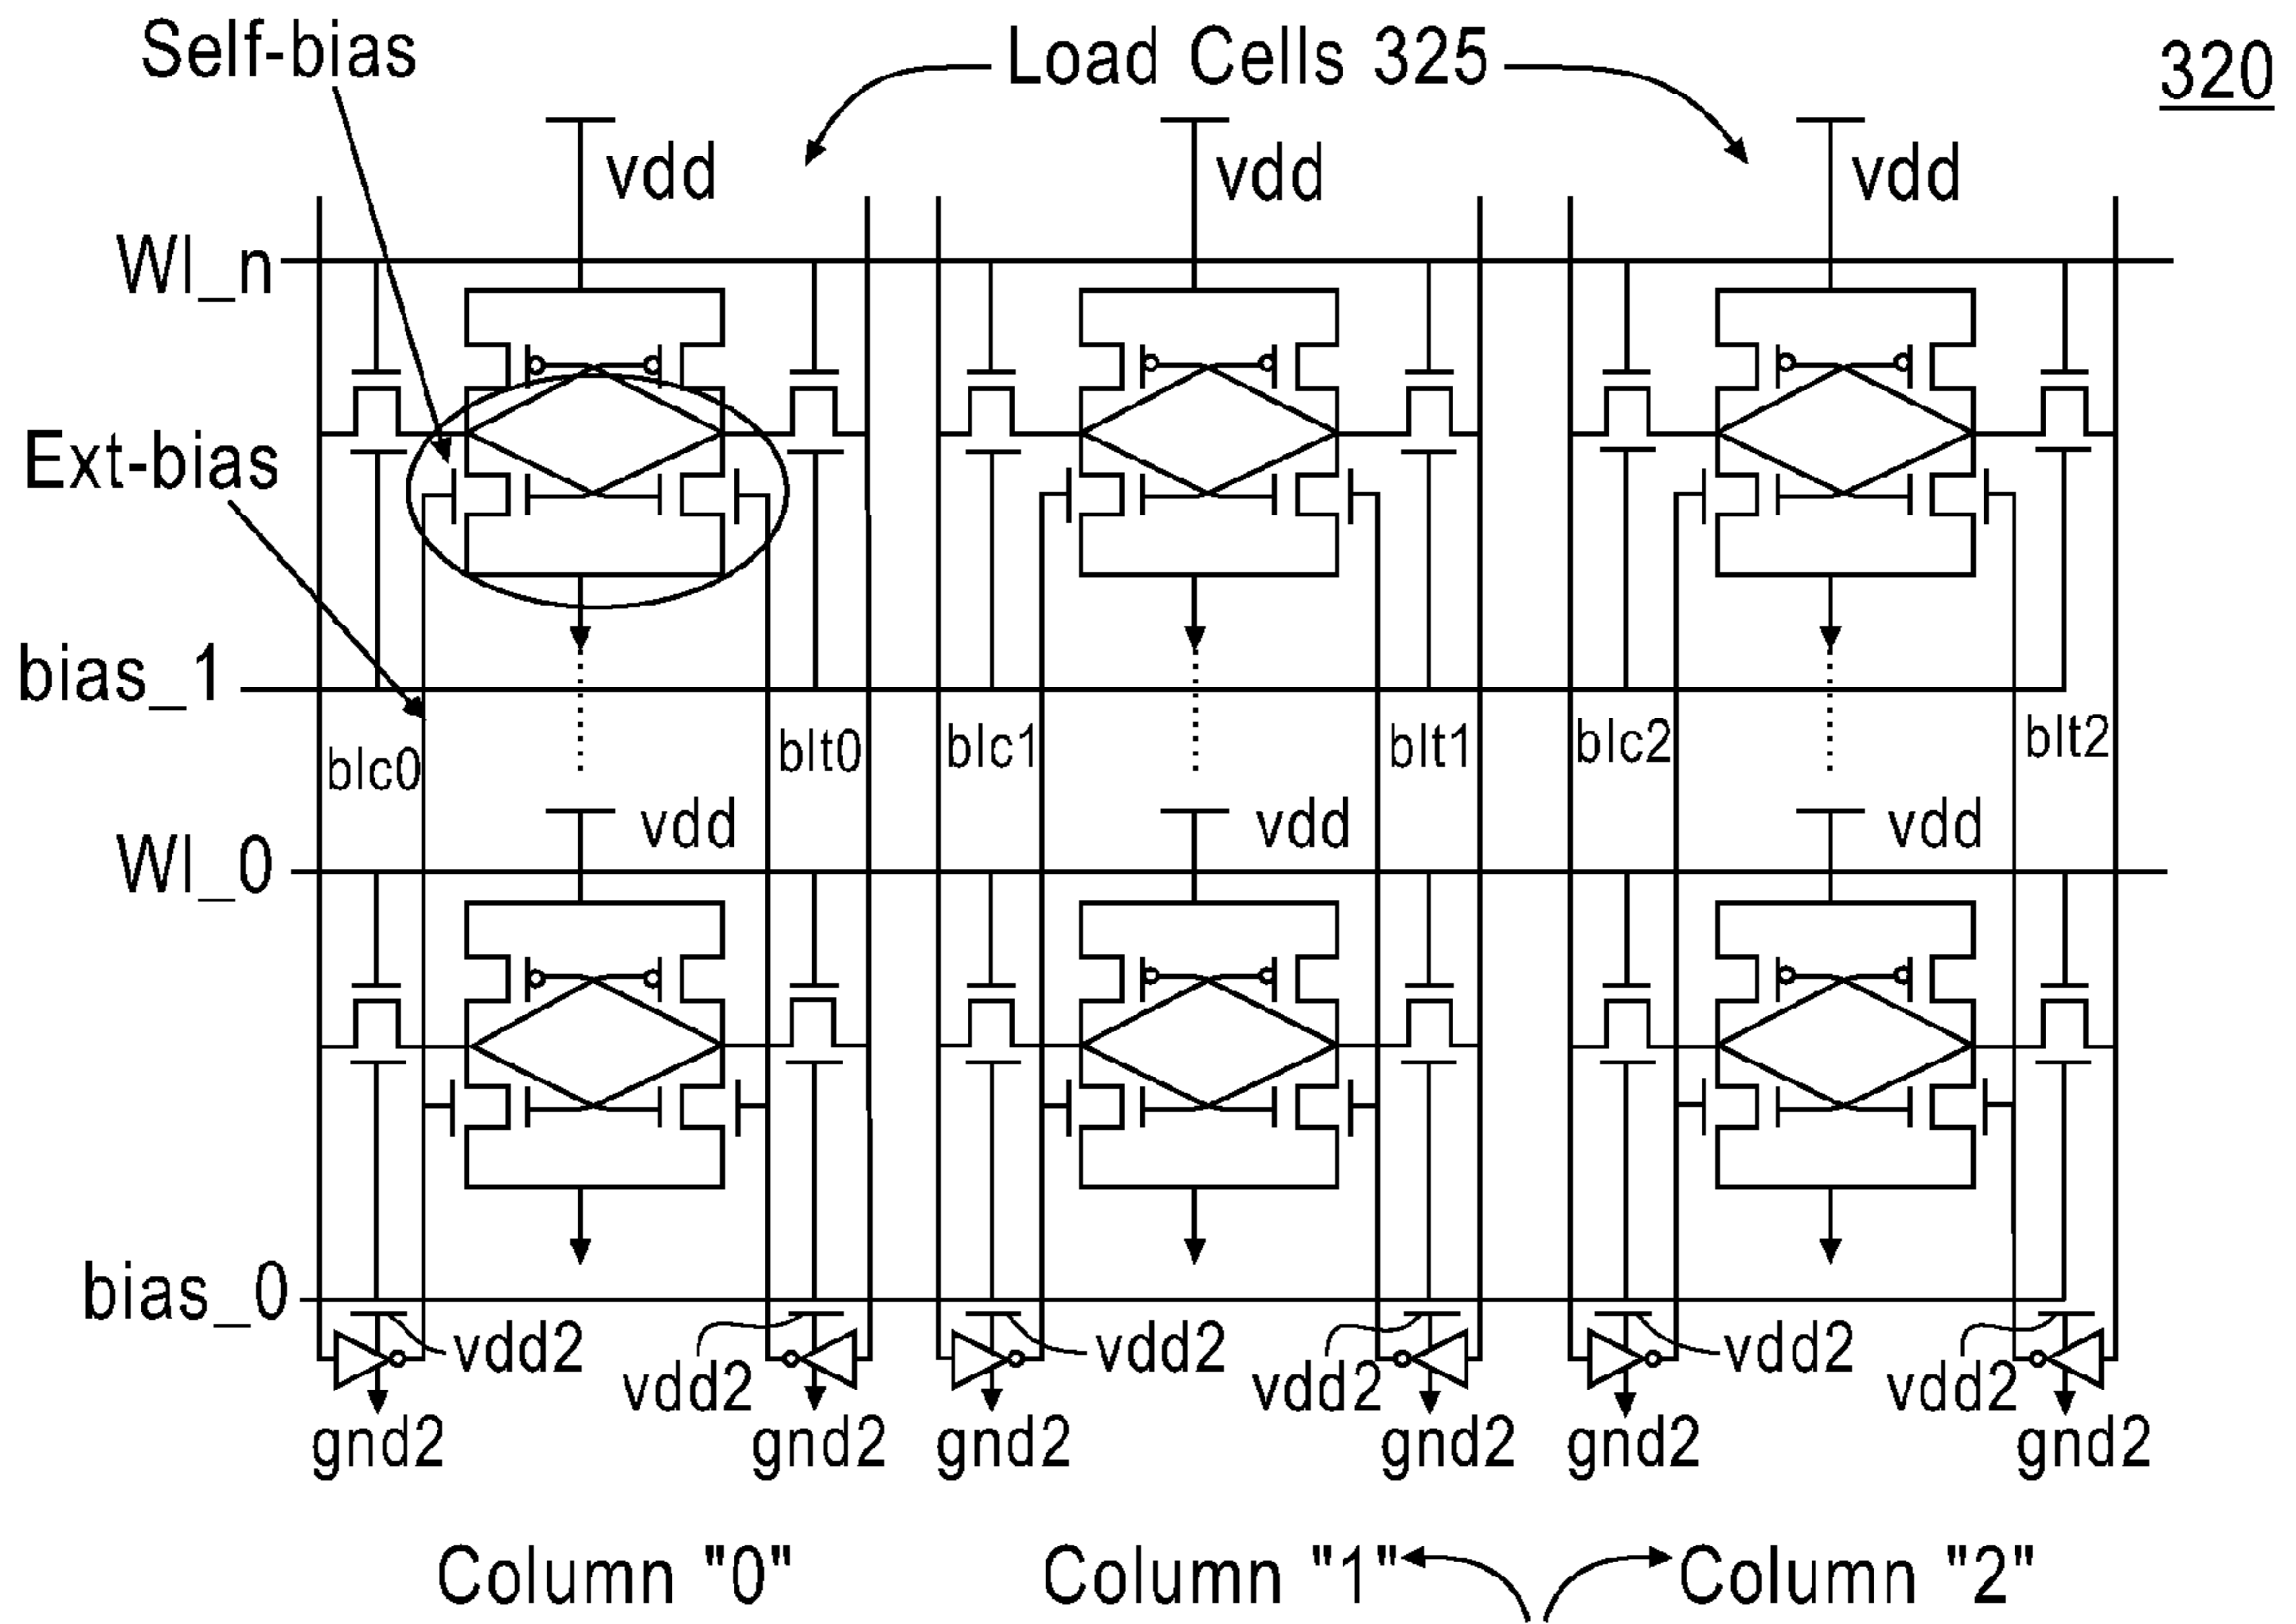 Self-bias
Load Cells 325
320
vdd vdd vdd
Wl_n
Ext-bias
bias_1
blc0 blt0 blc1 blt1 blc2 blt2
vdd vdd vdd
Wl_0
bias_0
vdd2 vdd2 vdd2 vdd2 vdd2 vdd2
gnd2 gnd2 gnd2 gnd2 gnd2 gnd2
Column "0" Column "1" Column "2"